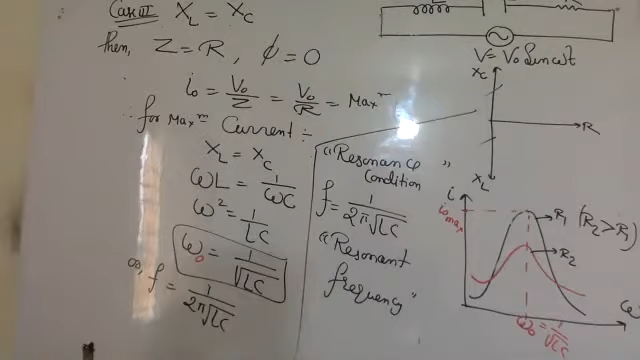 Case III X_L = X_C
Then, Z = R, ϕ = 0
i₀ = V₀/Z = V₀/R = Max^m
∴ for Max^m Current :-
X_L = X_C
ωL = 1/ωC
ω² = 1/LC
ω₀ = 1/√LC
or, f = 1/2π√LC
"Resonance"
Condition
f = 1/2π√LC
"Resonant
frequency"
V = V₀ Sin ωt
X_C
R
X_L
i
i₀max
R₁ (R₂ > R₁)
R₂
ω
ω₀ = 1/√LC